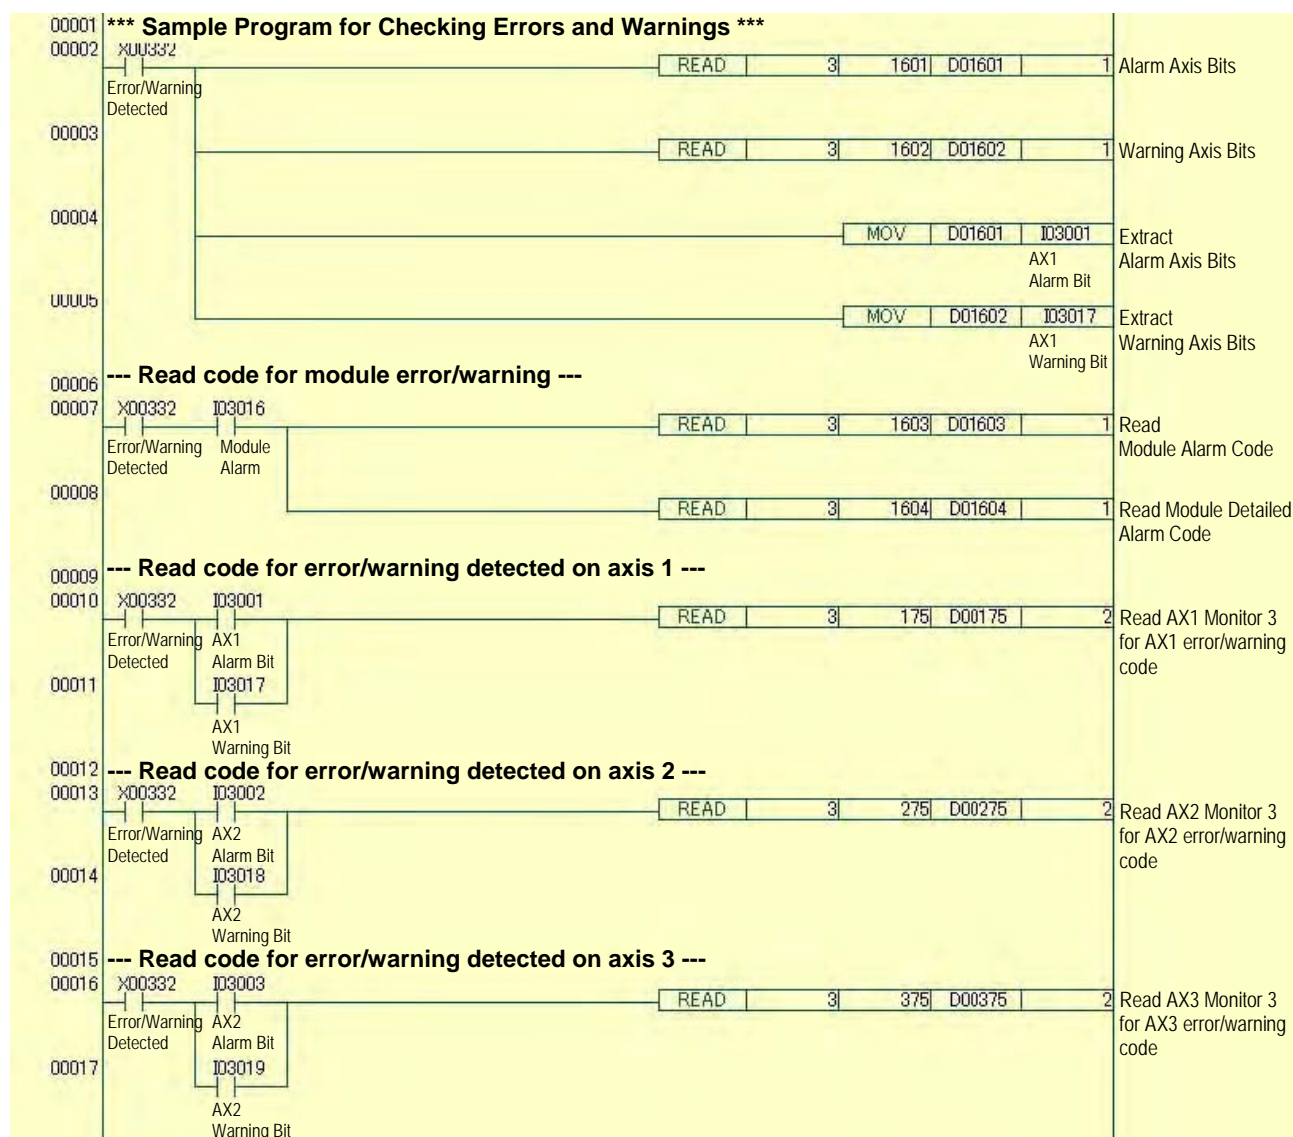 00001 *** Sample Program for Checking Errors and Warnings ***
00002 X00332
READ 3 1601 D01601 1 Alarm Axis Bits
Error/Warning
Detected
00003
READ 3 1602 D01602 1 Warning Axis Bits
00004
MOV D01601 I03001 Extract
AX1 Alarm Axis Bits
Alarm Bit
00005
MOV D01602 I03017 Extract
AX1 Warning Axis Bits
Warning Bit
00006 --- Read code for module error/warning ---
00007 X00332 I03016
READ 3 1603 D01603 1 Read
Error/Warning Module Module Alarm Code
Detected Alarm
00008
READ 3 1604 D01604 1 Read Module Detailed
Alarm Code
00009 --- Read code for error/warning detected on axis 1 ---
00010 X00332 I03001
READ 3 175 D00175 2 Read AX1 Monitor 3
Error/Warning AX1 for AX1 error/warning
Detected Alarm Bit code
00011 I03017
AX1
Warning Bit
00012 --- Read code for error/warning detected on axis 2 ---
00013 X00332 I03002
READ 3 275 D00275 2 Read AX2 Monitor 3
Error/Warning AX2 for AX2 error/warning
Detected Alarm Bit code
00014 I03018
AX2
Warning Bit
00015 --- Read code for error/warning detected on axis 3 ---
00016 X00332 I03003
READ 3 375 D00375 2 Read AX3 Monitor 3
Error/Warning AX2 for AX3 error/warning
Detected Alarm Bit code
00017 I03019
AX2
Warning Bit